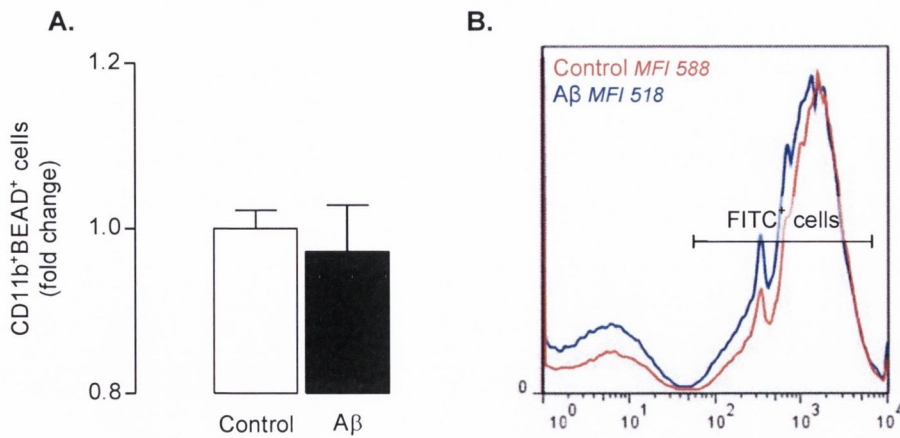 A.
CD11b⁺BEAD⁺ cells
(fold change)
1.2
1.0
0.8
Control
Aβ
B.
Control MFI 588
Aβ MFI 518
FITC⁺ cells
0
10⁰
10¹
10²
10³
10⁴